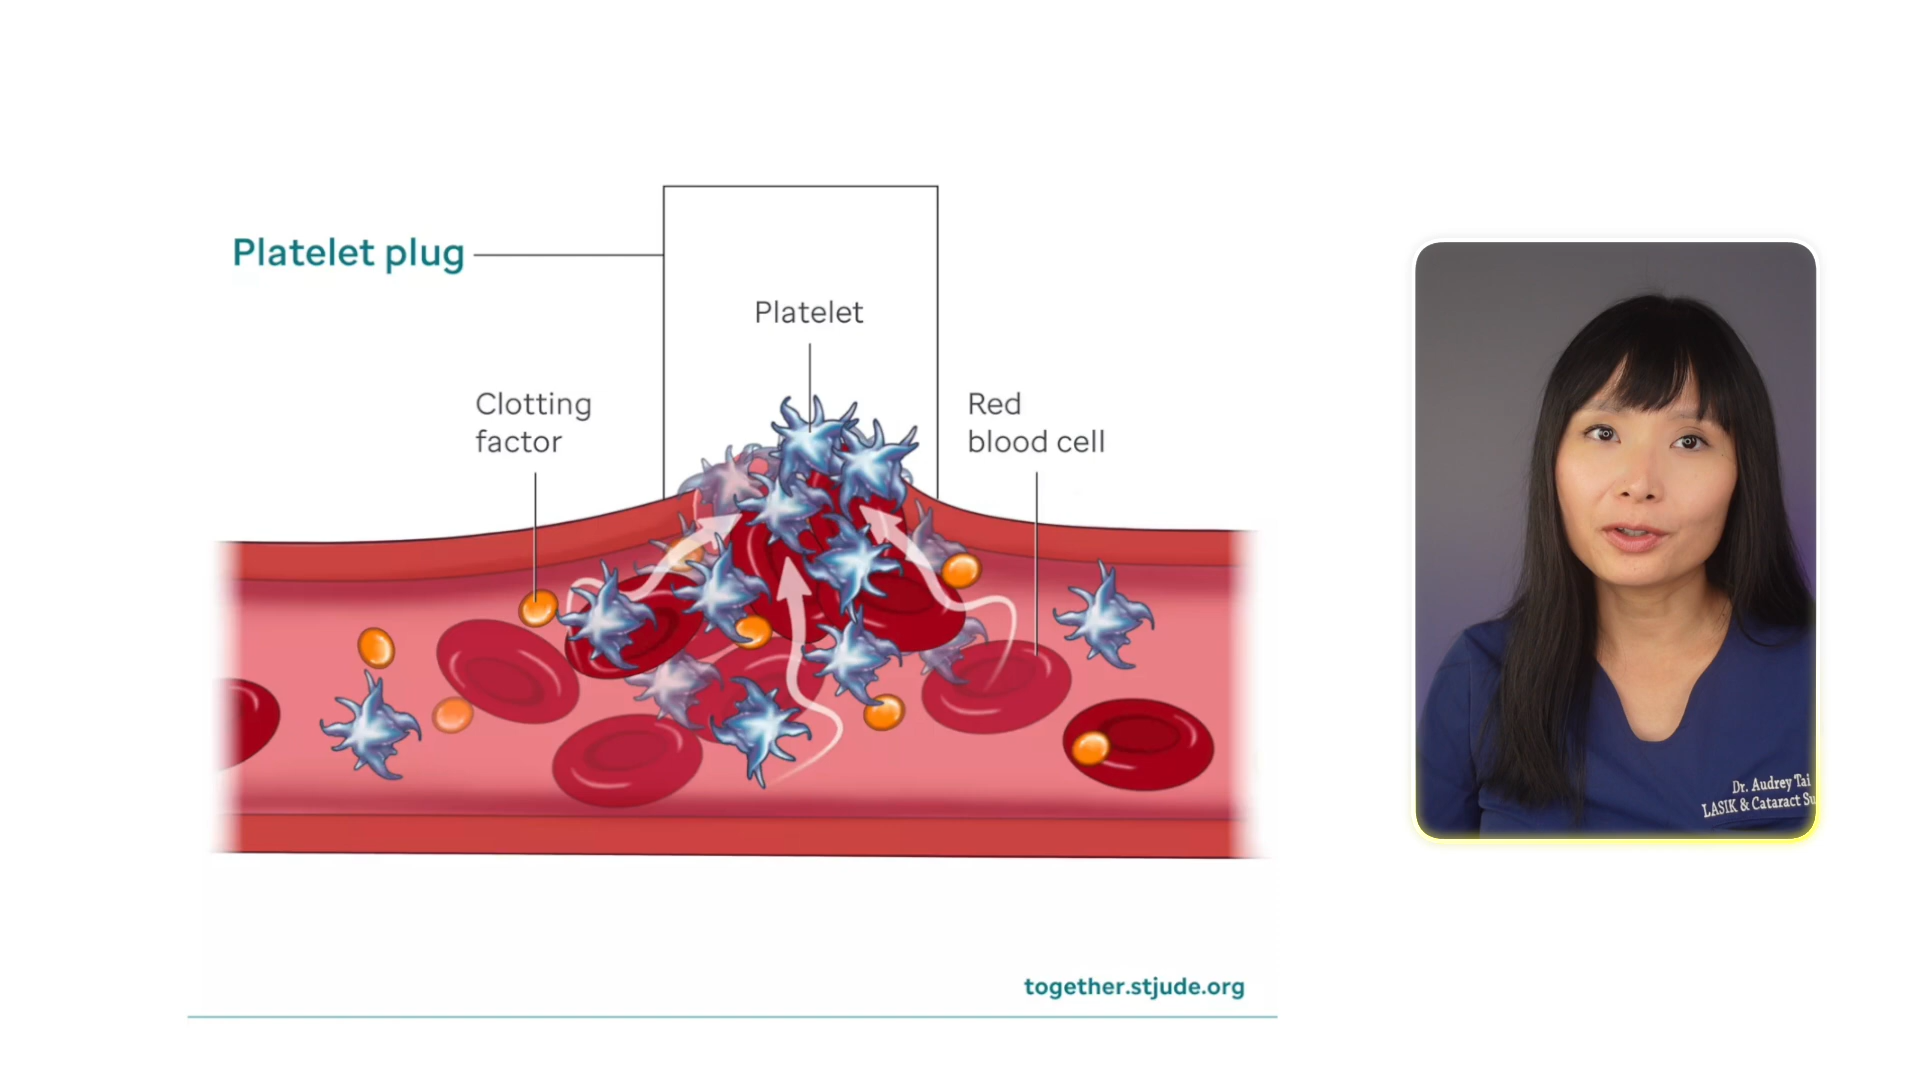 Platelet plug
Platelet
Clotting
factor
Red
blood cell
Dr. Audrey Tai
LASIK & Cataract
together.stjude.org